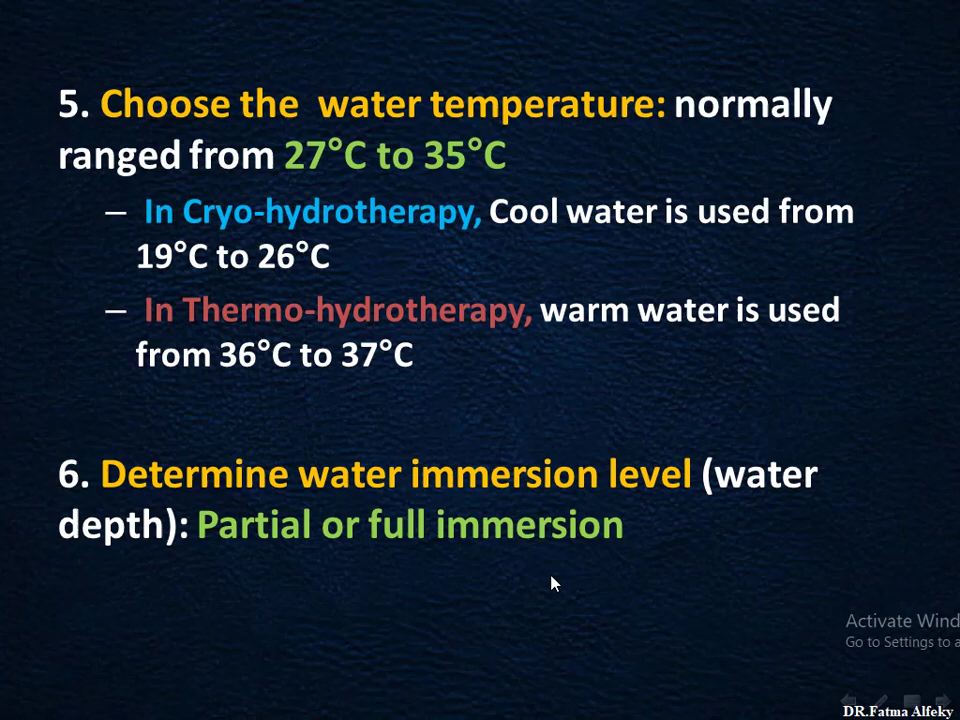 5. Choose the water temperature: normally
ranged from 27°C to 35°C
– In Cryo-hydrotherapy, Cool water is used from
19°C to 26°C
– In Thermo-hydrotherapy, warm water is used
from 36°C to 37°C
6. Determine water immersion level (water
depth): Partial or full immersion
Activate Wind
Go to Settings to a
DR.Fatma Alfeky